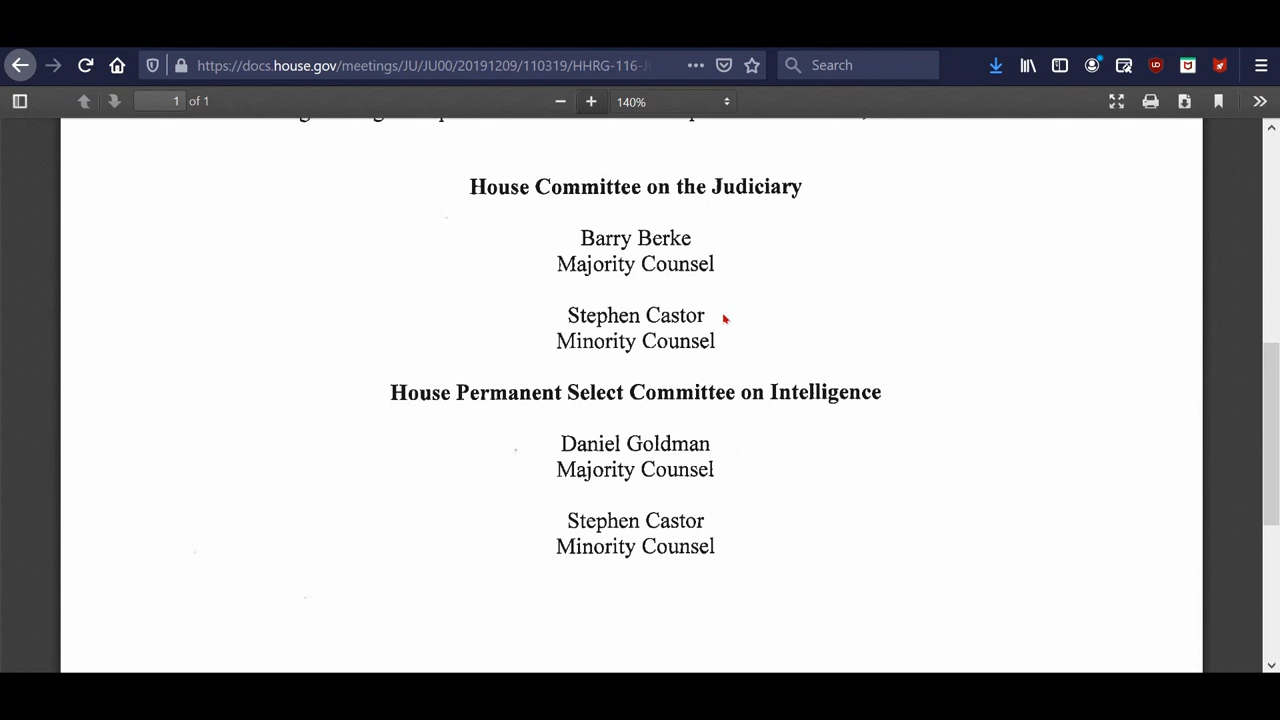 https://docs.house.gov/meetings/JU/JU00/20191209/110319/HHRG-116-J
Search
1 of 1
140%
House Committee on the Judiciary
Barry Berke
Majority Counsel
Stephen Castor
Minority Counsel
House Permanent Select Committee on Intelligence
Daniel Goldman
Majority Counsel
Stephen Castor
Minority Counsel